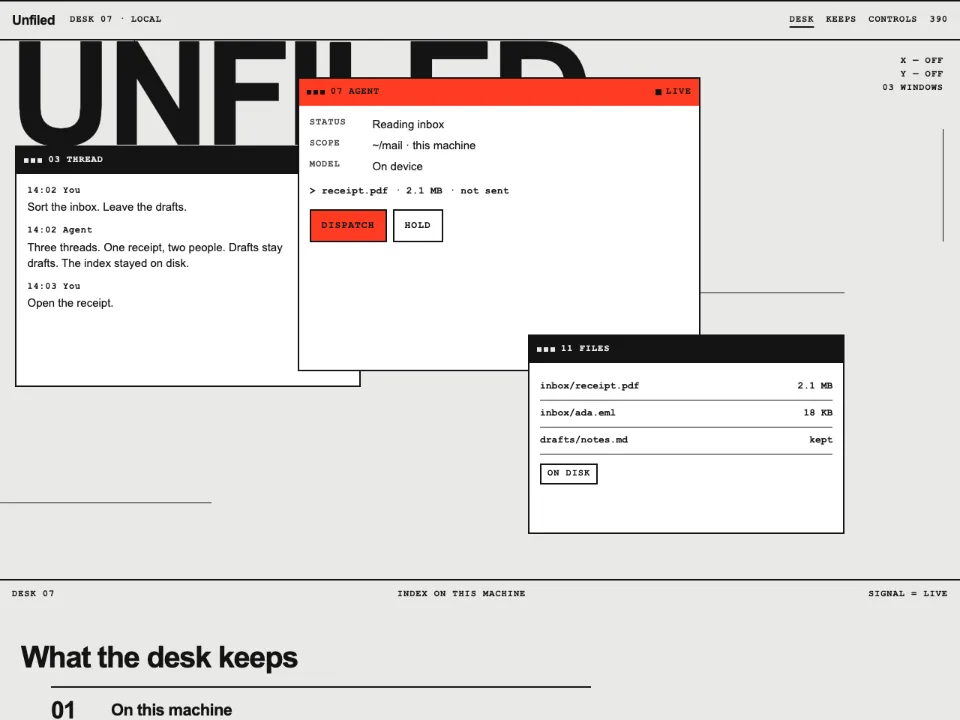 Unfiled DESK 07 · LOCAL DESK KEEPS CONTROLS 390
UNFILED
X — OFF
Y — OFF
03 WINDOWS
03 THREAD
14:02 You
Sort the inbox. Leave the drafts.
14:02 Agent
Three threads. One receipt, two people. Drafts stay
drafts. The index stayed on disk.
14:03 You
Open the receipt.
07 AGENT LIVE
STATUS Reading inbox
SCOPE ~/mail · this machine
MODEL On device
> receipt.pdf · 2.1 MB · not sent
DISPATCH HOLD
11 FILES
inbox/receipt.pdf 2.1 MB
inbox/ada.eml 18 KB
drafts/notes.md kept
ON DISK
DESK 07 INDEX ON THIS MACHINE SIGNAL = LIVE
What the desk keeps
01 On this machine